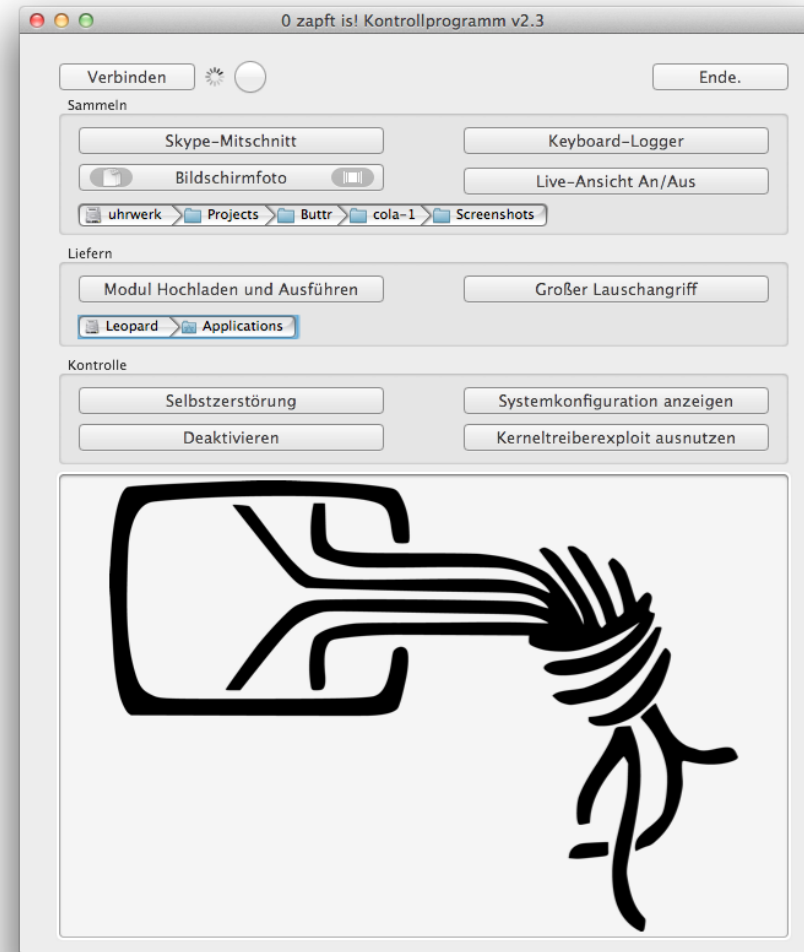 0 zapft is! Kontrollprogramm v2.3
Verbinden Ende.
Sammeln
Skype-Mitschnitt Keyboard-Logger
Bildschirmfoto Live-Ansicht An/Aus
uhrwerk Projects Buttr cola-1 Screenshots
Liefern
Modul Hochladen und Ausführen Großer Lauschangriff
Leopard Applications
Kontrolle
Selbstzerstörung Systemkonfiguration anzeigen
Deaktivieren Kerneltreiberexploit ausnutzen